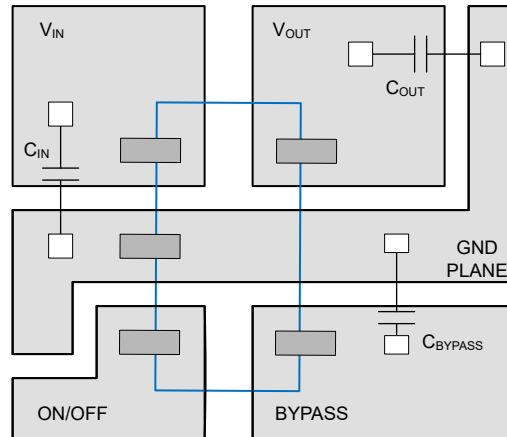 VIN
VOUT
COUT
CIN
GND
PLANE
CBYPASS
ON/OFF
BYPASS